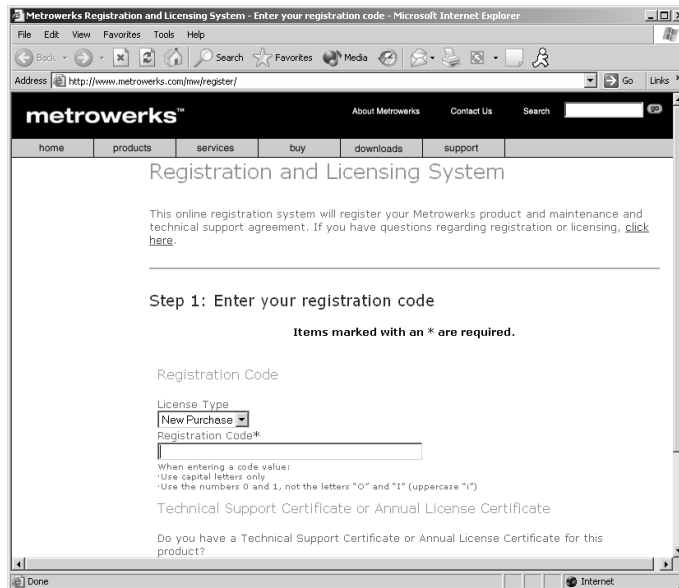 Metrowerks Registration and Licensing System - Enter your registration code - Microsoft Internet Explorer
File Edit View Favorites Tools Help
Back Search Favorites Media
Address http://www.metrowerks.com/mw/register/ Go Links
metrowerks™ About Metrowerks Contact Us Search go
home products services buy downloads support
Registration and Licensing System
This online registration system will register your Metrowerks product and maintenance and
technical support agreement. If you have questions regarding registration or licensing, click
here.
Step 1: Enter your registration code
Items marked with an * are required.
Registration Code
License Type
New Purchase
Registration Code*
When entering a code value:
·Use capital letters only
·Use the numbers 0 and 1, not the letters "O" and "I" (uppercase "i")
Technical Support Certificate or Annual License Certificate
Do you have a Technical Support Certificate or Annual License Certificate for this
product?
Done Internet